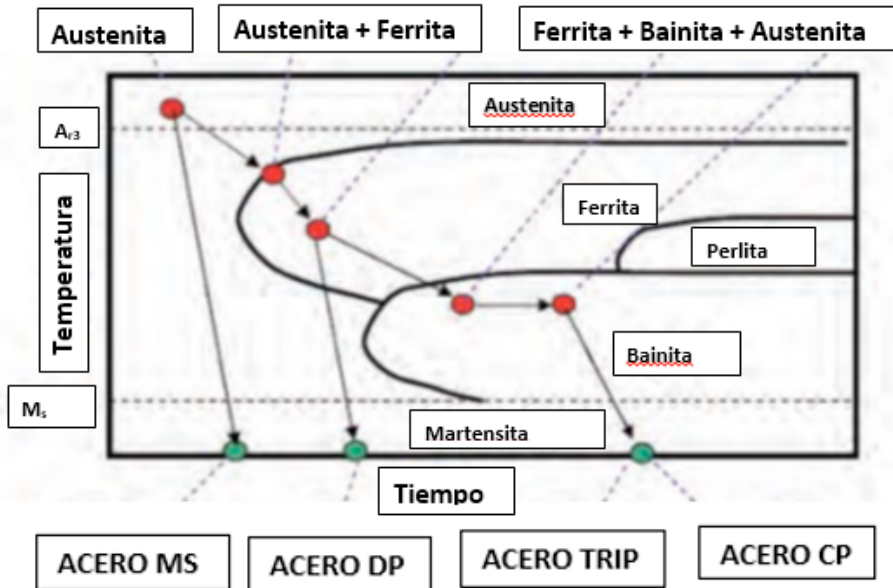 Austenita
Austenita + Ferrita
Ferrita + Bainita + Austenita
Austenita
Ar3
Ferrita
Temperatura
Perlita
Bainita
Ms
Martensita
Tiempo
ACERO MS
ACERO DP
ACERO TRIP
ACERO CP